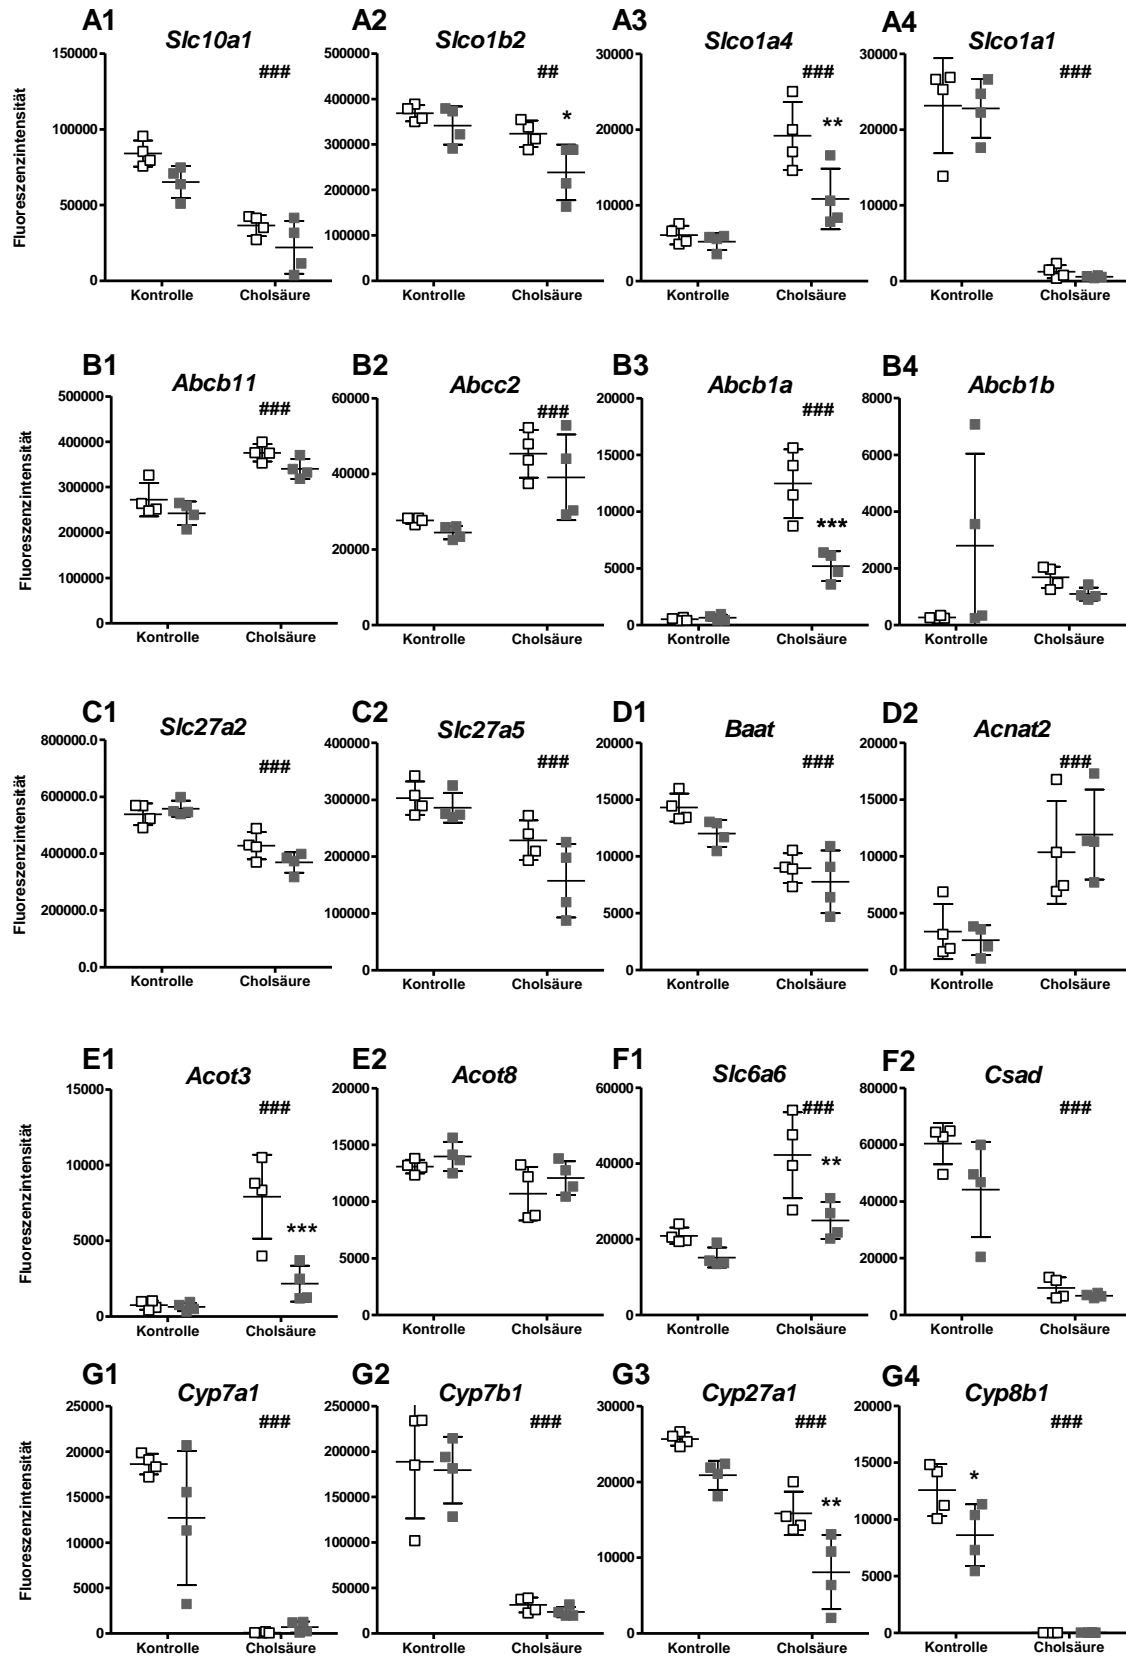 A1 Slc10a1 A2 Slco1b2 A3 Slco1a4 A4 Slco1a1
150000 500000 30000 30000
### ## ### ###
400000
* **
100000 300000 20000 20000
200000
50000 10000 10000
100000
0 0 0 0
Kontrolle Cholsäure Kontrolle Cholsäure Kontrolle Cholsäure Kontrolle Cholsäure
Fluoreszenzintensität
B1 Abcb11 B2 Abcc2 B3 Abcb1a B4 Abcb1b
500000 60000 20000 8000
### ### ###
400000 15000 6000
300000 40000 10000 4000
***
200000 20000 5000 2000
100000
0 0 0 0
Kontrolle Cholsäure Kontrolle Cholsäure Kontrolle Cholsäure Kontrolle Cholsäure
Fluoreszenzintensität
C1 Slc27a2 C2 Slc27a5 D1 Baat D2 Acnat2
800000.0 400000 20000 20000
### ### ### ###
600000.0 300000 15000 15000
400000.0 200000 10000 10000
200000.0 100000 5000 5000
0.0 0 0 0
Kontrolle Cholsäure Kontrolle Cholsäure Kontrolle Cholsäure Kontrolle Cholsäure
Fluoreszenzintensität
E1 Acot3 E2 Acot8 F1 Slc6a6 F2 Csad
15000 20000 60000 80000
### ### ###
10000 15000 40000 60000
**
10000 40000
*** 
5000 5000 20000 20000
0 0 0 0
Kontrolle Cholsäure Kontrolle Cholsäure Kontrolle Cholsäure Kontrolle Cholsäure
Fluoreszenzintensität
G1 Cyp7a1 G2 Cyp7b1 G3 Cyp27a1 G4 Cyp8b1
25000 250000 30000 20000
### ### ### ###
20000 200000 15000
** *
15000 150000 20000 10000
10000 100000 10000
5000 50000 5000
0 0 0 0
Kontrolle Cholsäure Kontrolle Cholsäure Kontrolle Cholsäure Kontrolle Cholsäure
Fluoreszenzintensität